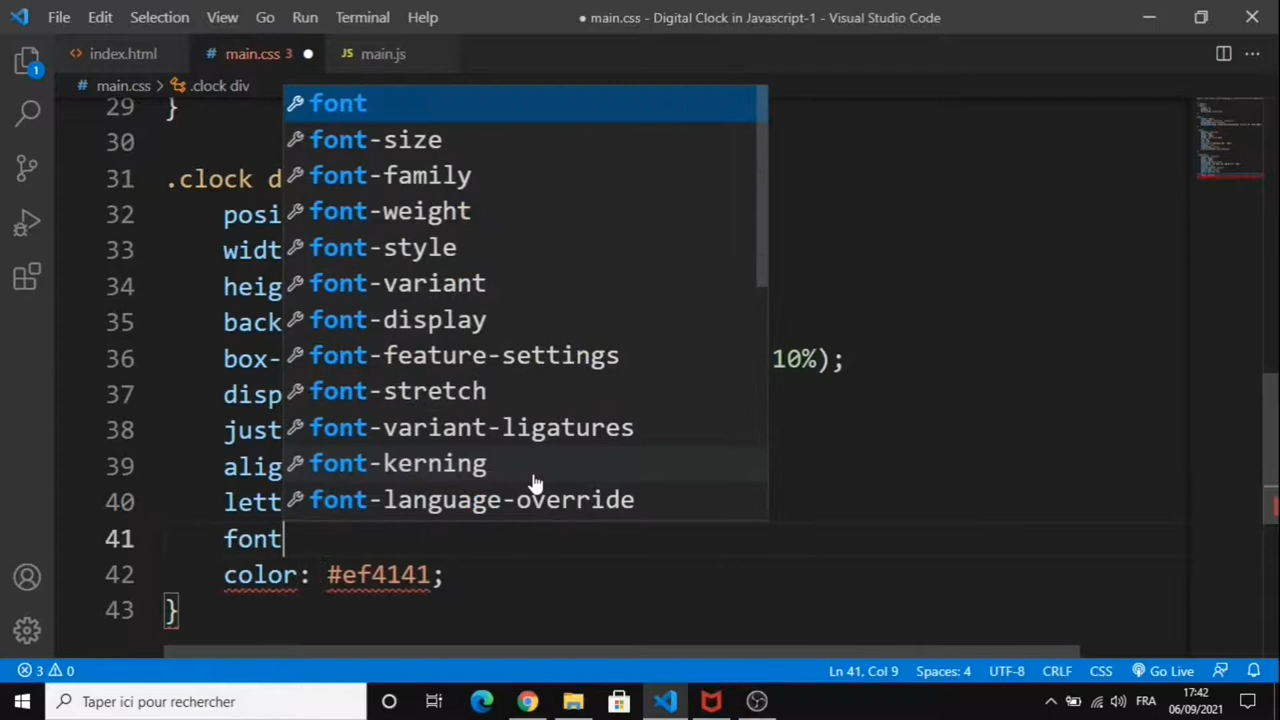 File Edit Selection View Go Run Terminal Help ● main.css - Digital Clock in Javascript-1 - Visual Studio Code
<> index.html # main.css 3 ● JS main.js
# main.css > .clock div
29 }
30
31 .clock d
32 posi
33 widt
34 heig
35 back
36 box- 10%);
37 disp
38 just
39 alig
40 lett
41 font
42 color: #ef4141;
43 }
font
font-size
font-family
font-weight
font-style
font-variant
font-display
font-feature-settings
font-stretch
font-variant-ligatures
font-kerning
font-language-override
1
3 0 Ln 41, Col 9 Spaces: 4 UTF-8 CRLF CSS Go Live
Taper ici pour rechercher FRA 17:42
06/09/2021